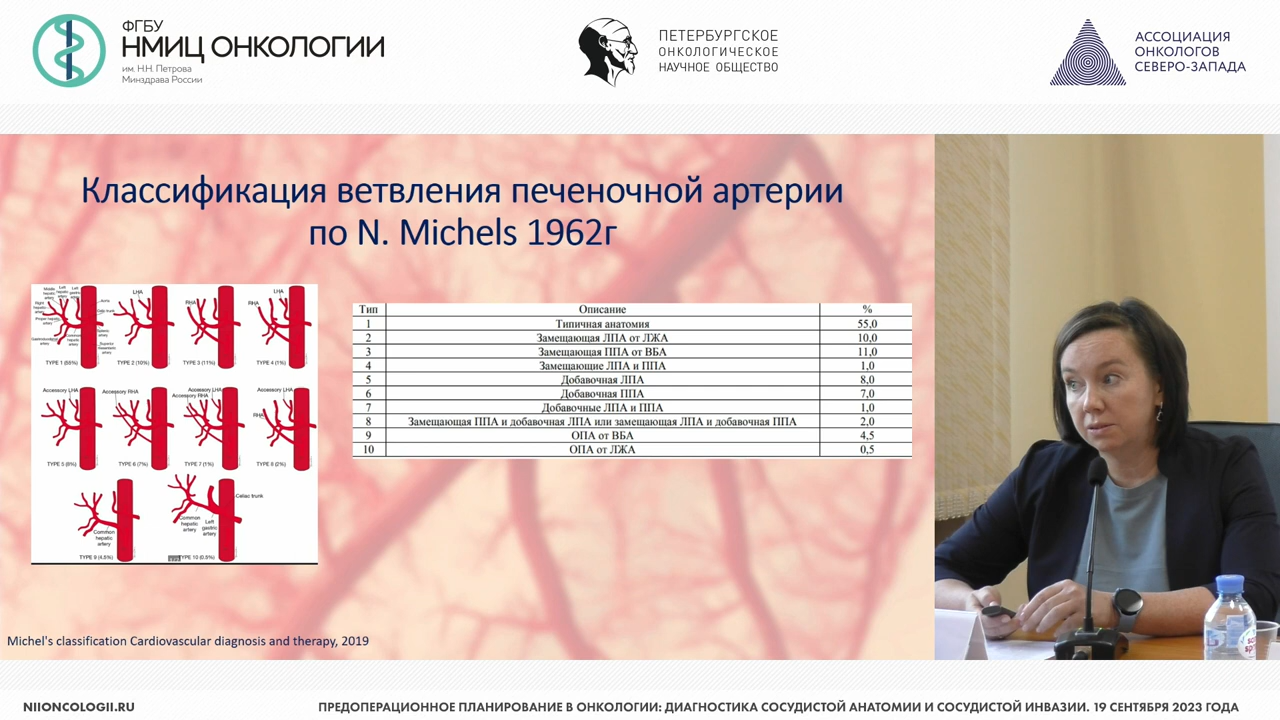 ФГБУ
НМИЦ ОНКОЛОГИИ
им. Н.Н. Петрова
Минздрава России
ПЕТЕРБУРГСКОЕ
ОНКОЛОГИЧЕСКОЕ
НАУЧНОЕ ОБЩЕСТВО
АССОЦИАЦИЯ
ОНКОЛОГОВ
СЕВЕРО-ЗАПАДА
Классификация ветвления печеночной артерии
по N. Michels 1962г
LHA
RHA
LHA
RHA
TYPE 1 (55%)
TYPE 2 (10%)
TYPE 3 (11%)
TYPE 4 (1%)
Accessory LHA
Accessory RHA
Accessory LHA
Accessory RHA
Accessory LHA
RHA
TYPE 5 (8%)
TYPE 6 (7%)
TYPE 7 (1%)
TYPE 8 (2%)
Common
hepatic
artery
TYPE 9 (4.5%)
Celiac trunk
Common
hepatic
artery
Left
gastric
artery
TYPE 10 (0.5%)
Тип Описание %
1 Типичная анатомия 55,0
2 Замещающая ЛПА от ЛЖА 10,0
3 Замещающая ППА от ВБА 11,0
4 Замещающие ЛПА и ППА 1,0
5 Добавочная ЛПА 8,0
6 Добавочная ППА 7,0
7 Добавочные ЛПА и ППА 1,0
8 Замещающая ППА и добавочная ЛПА или замещающая ЛПА и добавочная ППА 2,0
9 ОПА от ВБА 4,5
10 ОПА от ЛЖА 0,5
Michel's classification Cardiovascular diagnosis and therapy, 2019
NIIONCOLOGII.RU
ПРЕДОПЕРАЦИОННОЕ ПЛАНИРОВАНИЕ В ОНКОЛОГИИ: ДИАГНОСТИКА СОСУДИСТОЙ АНАТОМИИ И СОСУДИСТОЙ ИНВАЗИИ. 19 СЕНТЯБРЯ 2023 ГОДА